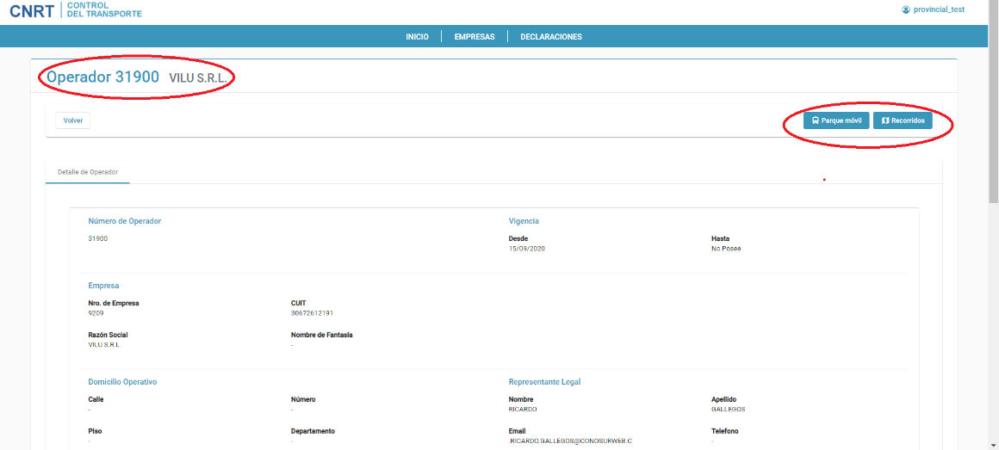 CNRT CONTROL DEL TRANSPORTE
provincial_test
INICIO EMPRESAS DECLARACIONES
Operador 31900 VILU S.R.L.
Volver Parque móvil Recorridos
Detalle de Operador
Número de Operador Vigencia
31900 Desde Hasta
15/09/2020 No Posee
Empresa
Nro. de Empresa CUIT
9209 30672612191
Razón Social Nombre de Fantasía
VILU S.R.L. -
Domicilio Operativo Representante Legal
Calle Número Nombre Apellido
- - RICARDO GALLEGOS
Piso Departamento Email Telefono
- - .RICARDO.GALLEGOS@CONOSURWEB.C -